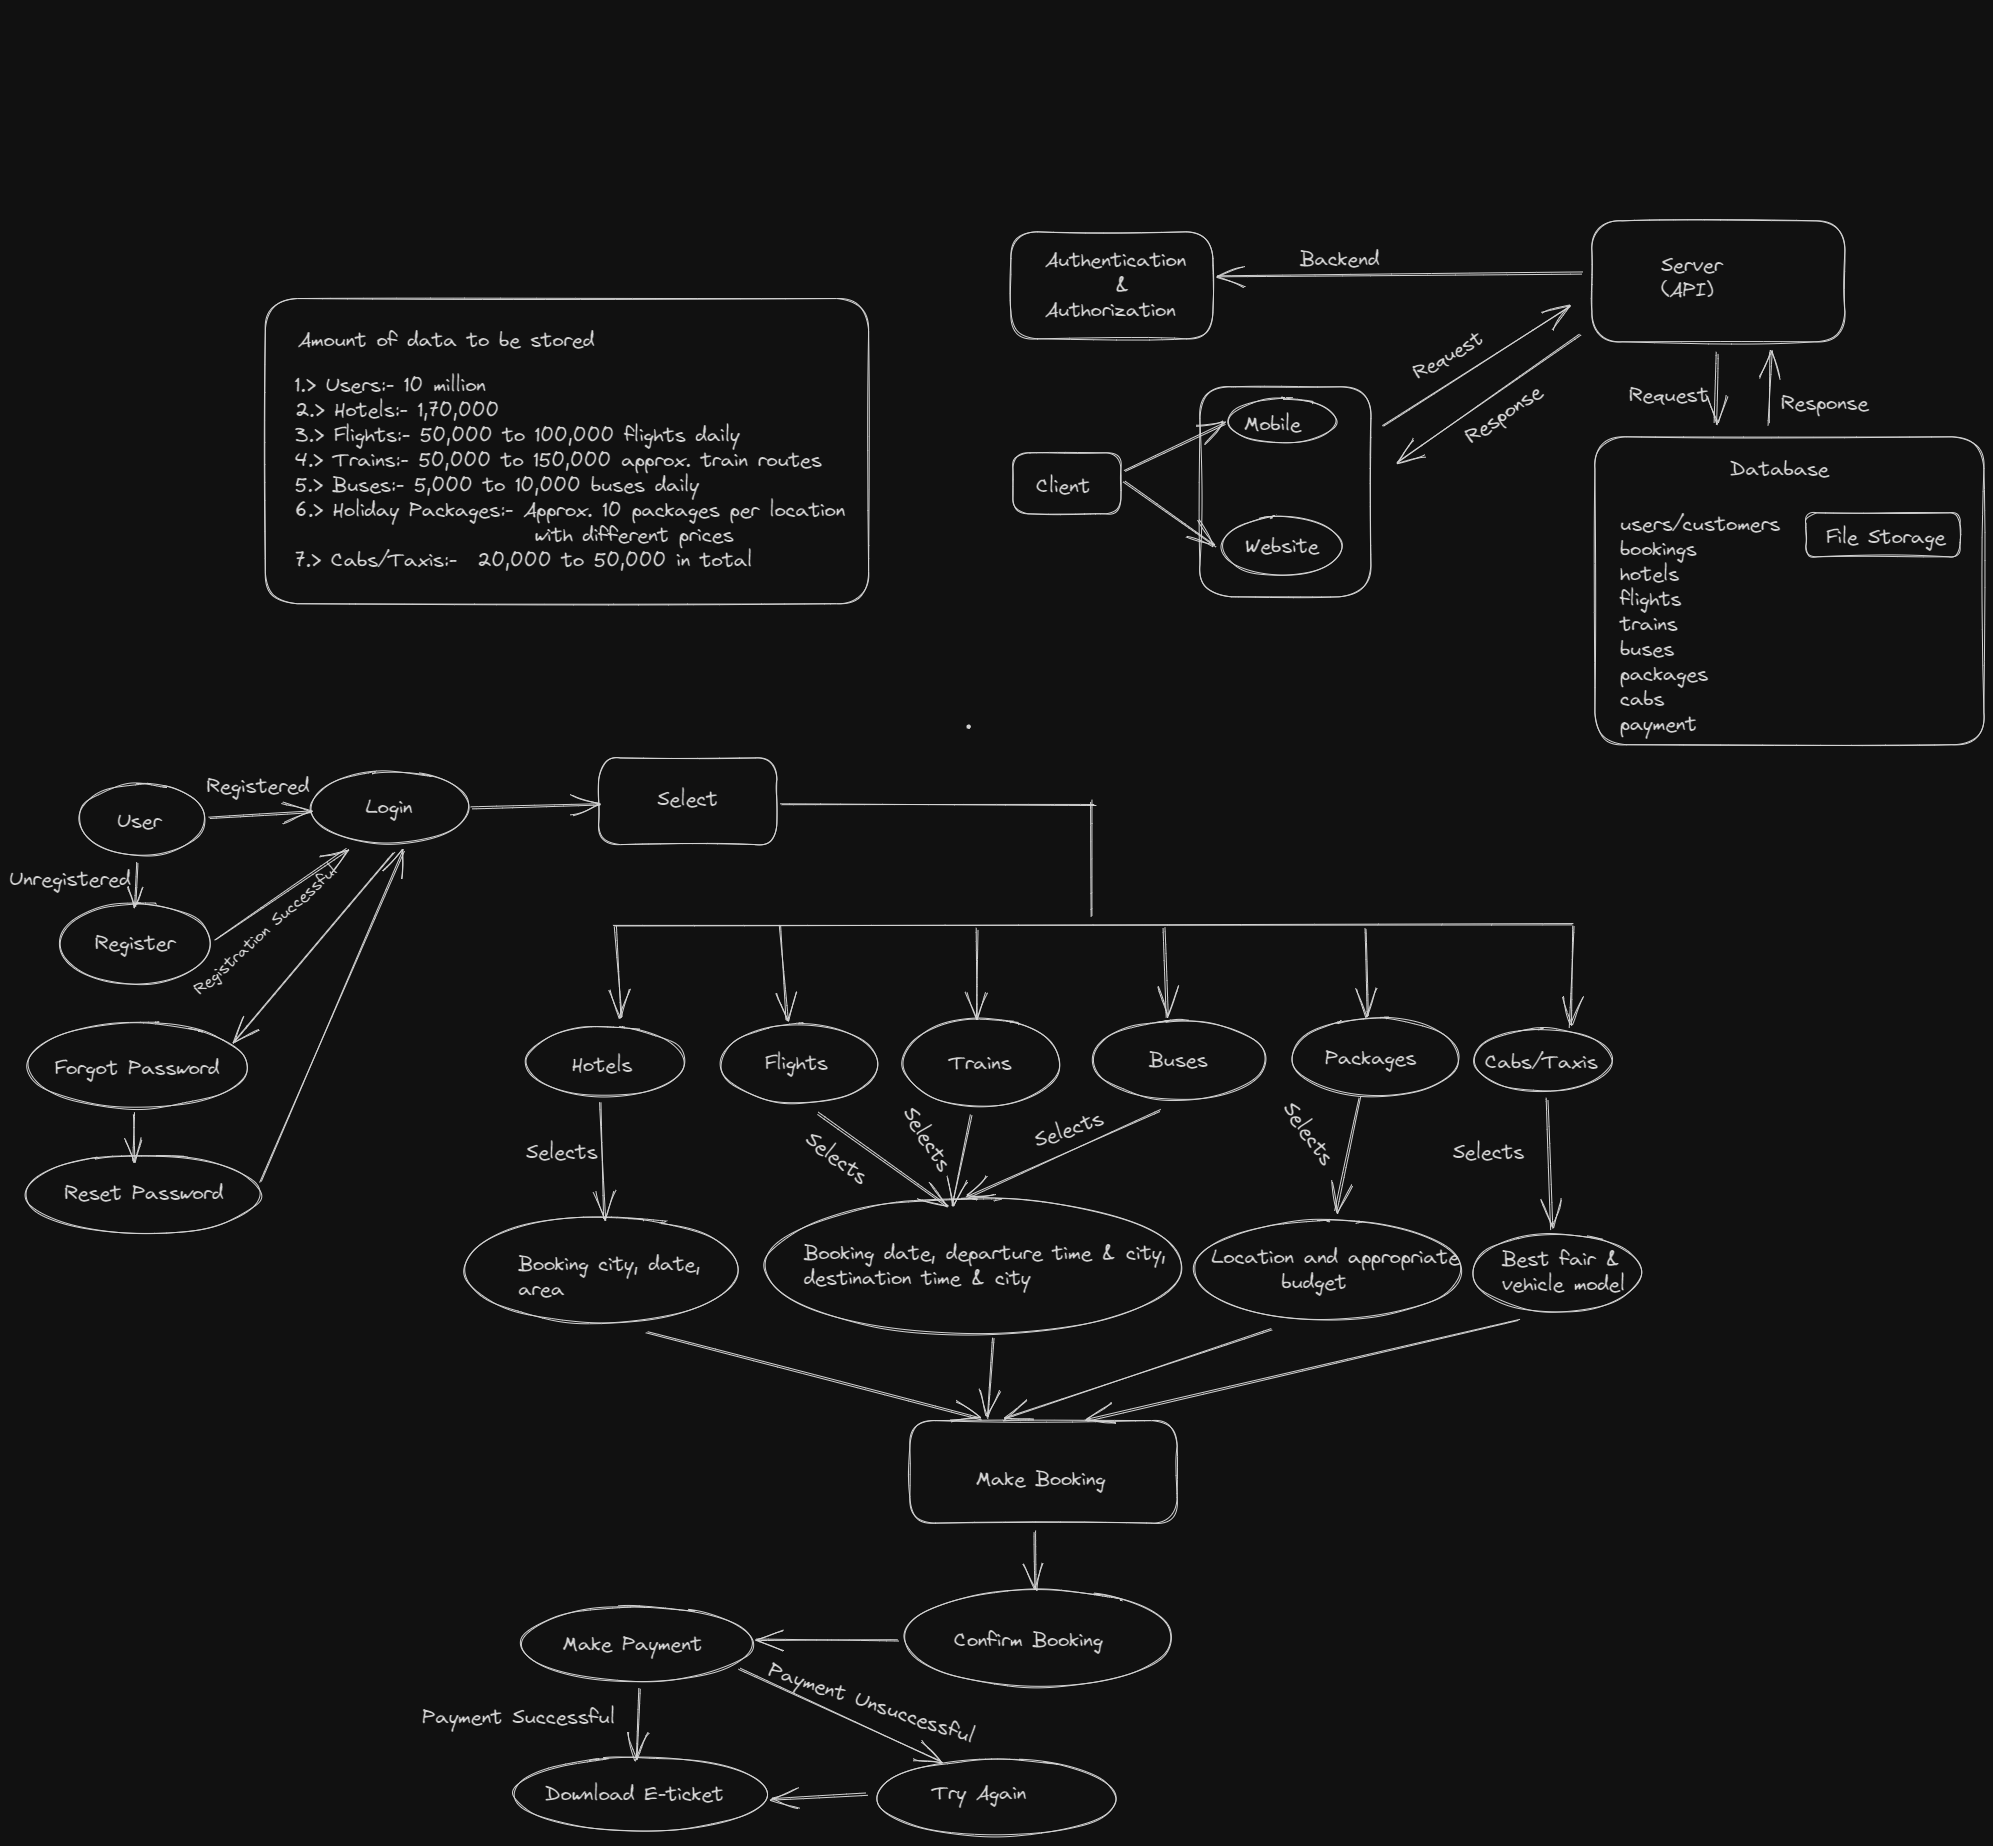 Authentication
&
Authorization
Backend
Server
(API)
Amount of data to be stored
1.> Users:- 10 million
2.> Hotels:- 1,70,000
3.> Flights:- 50,000 to 100,000 flights daily
4.> Trains:- 50,000 to 150,000 approx. train routes
5.> Buses:- 5,000 to 10,000 buses daily
6.> Holiday Packages:- Approx. 10 packages per location
with different prices
7.> Cabs/Taxis:- 20,000 to 50,000 in total
Request
Response
Request
Response
Mobile
Client
Website
Database
users/customers
File Storage
bookings
hotels
flights
trains
buses
packages
cabs
payment
User
Registered
Login
Select
Unregistered
Register
Registration Successful
Forgot Password
Reset Password
Hotels
Flights
Trains
Buses
Packages
Cabs/Taxis
Selects
Selects
Selects
Selects
Selects
Selects
Booking city, date,
area
Booking date, departure time & city,
destination time & city
Location and appropriate
budget
Best fair &
vehicle model
Make Booking
Confirm Booking
Make Payment
Payment Successful
Payment Unsuccessful
Download E-ticket
Try Again